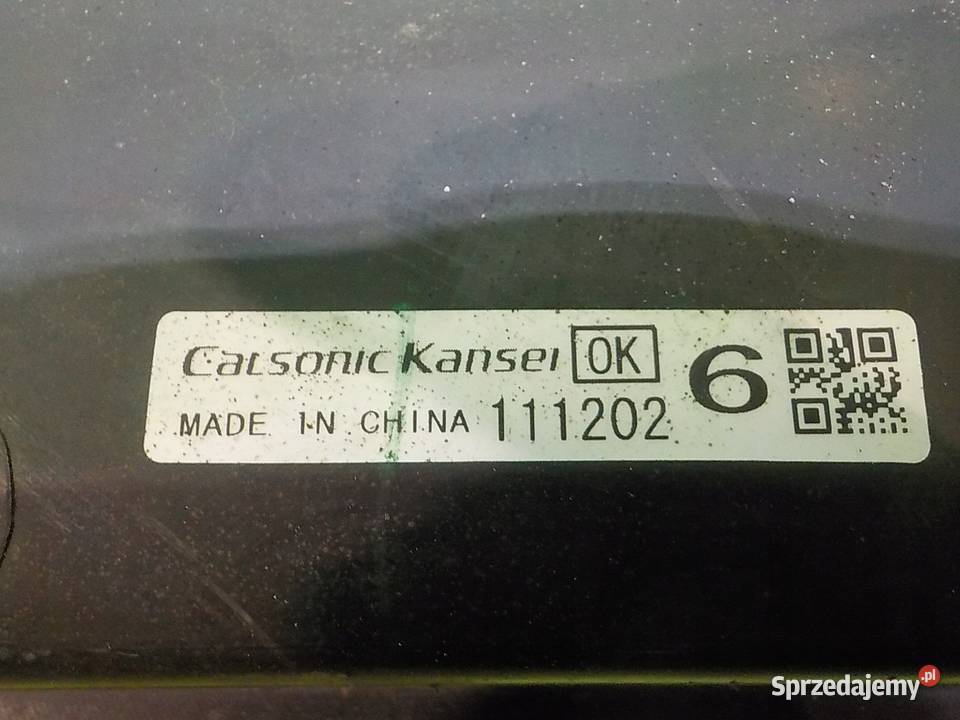 Calsonic Kansei OK 6
MADE IN CHINA 111202
Sprzedajemy.pl